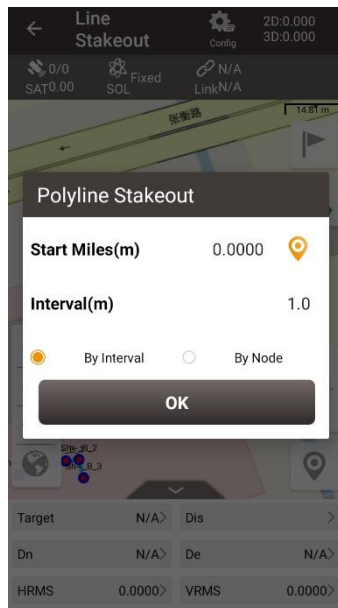 Line Stakeout
Config
2D:0.000
3D:0.000
0/0
SAT0.00
Fixed
SOL
N/A
LinkN/A
张衡路
14.81 m
Polyline Stakeout
Start Miles(m) 0.0000
Interval(m) 1.0
By Interval By Node
OK
Target N/A> Dis >
Dn N/A> De N/A>
HRMS 0.0000> VRMS 0.0000>